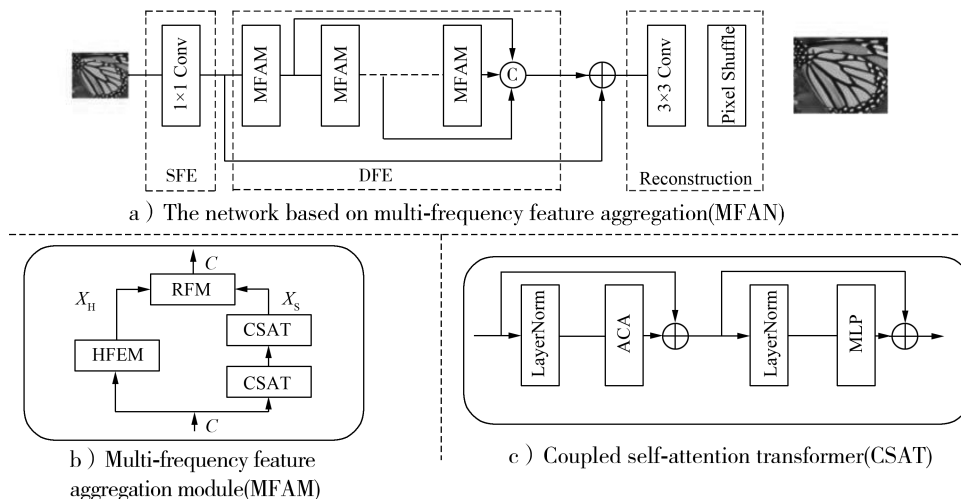 1×1 Conv
SFE
MFAM
MFAM
MFAM
C
DFE
3×3 Conv
Pixel Shuffle
Reconstruction
a）The network based on multi-frequency feature aggregation(MFAN)
C
RFM
X_H
X_S
CSAT
HFEM
CSAT
C
b）Multi-frequency feature
aggregation module(MFAM)
LayerNorm
ACA
LayerNorm
MLP
c）Coupled self-attention transformer(CSAT)